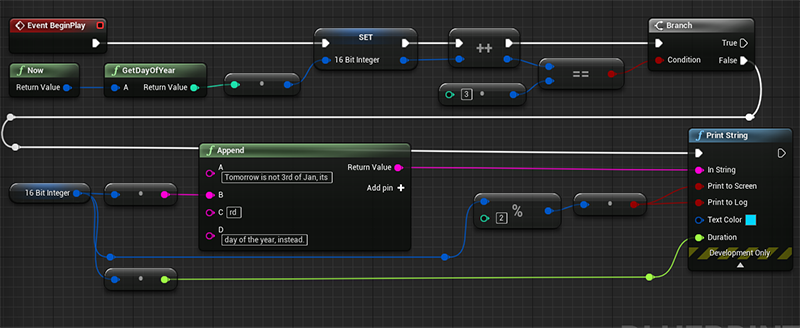 Event BeginPlay
SET
16 Bit Integer
++
Branch
True
Condition
False
Now
Return Value
GetDayOfYear
A
Return Value
3
==
Append
A
Tomorrow is not 3rd of Jan, its
B
C rd
D
day of the year, instead.
Return Value
Add pin +
16 Bit Integer
2
%
Print String
In String
Print to Screen
Print to Log
Text Color
Duration
Development Only